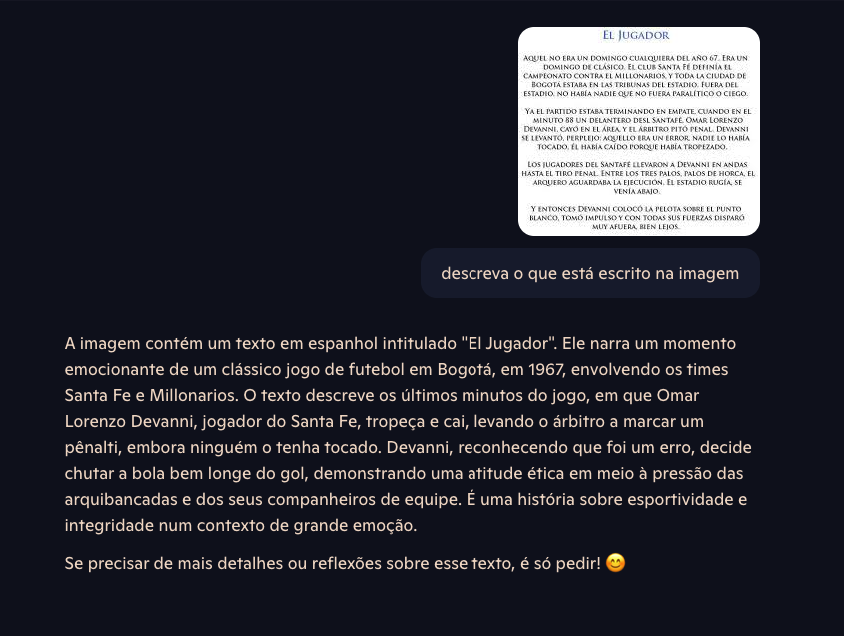 El Jugador
Aquel no era un domingo cualquiera del año 67. Era un
domingo de clásico. El club Santa Fé definía el
campeonato contra el Millonarios, y toda la ciudad de
Bogotá estaba en las tribunas del estadio. Fuera del
estadio, no había nadie que no fuera paralítico o ciego.
Ya el partido estaba terminando en empate, cuando en el
minuto 88 un delantero desl Santafé, Omar Lorenzo
Devanni, cayó en el área, y el árbitro pitó penal. Devanni
se levantó, perplejo: aquello era un error, nadie lo había
tocado, él había caído porque había tropezado.
Los jugadores del Santafé llevaron a Devanni en andas
hasta el tiro penal. Entre los tres palos, palos de horca, el
arquero aguardaba la ejecución. El estadio rugía, se
venía abajo.
Y entonces Devanni colocó la pelota sobre el punto
blanco, tomó impulso y con todas sus fuerzas disparó
muy afuera, bien lejos.
descreva o que está escrito na imagem
A imagem contém um texto em espanhol intitulado "El Jugador". Ele narra um momento
emocionante de um clássico jogo de futebol em Bogotá, em 1967, envolvendo os times
Santa Fe e Millonarios. O texto descreve os últimos minutos do jogo, em que Omar
Lorenzo Devanni, jogador do Santa Fe, tropeça e cai, levando o árbitro a marcar um
pênalti, embora ninguém o tenha tocado. Devanni, reconhecendo que foi um erro, decide
chutar a bola bem longe do gol, demonstrando uma atitude ética em meio à pressão das
arquibancadas e dos seus companheiros de equipe. É uma história sobre esportividade e
integridade num contexto de grande emoção.
Se precisar de mais detalhes ou reflexões sobre esse texto, é só pedir! 😊